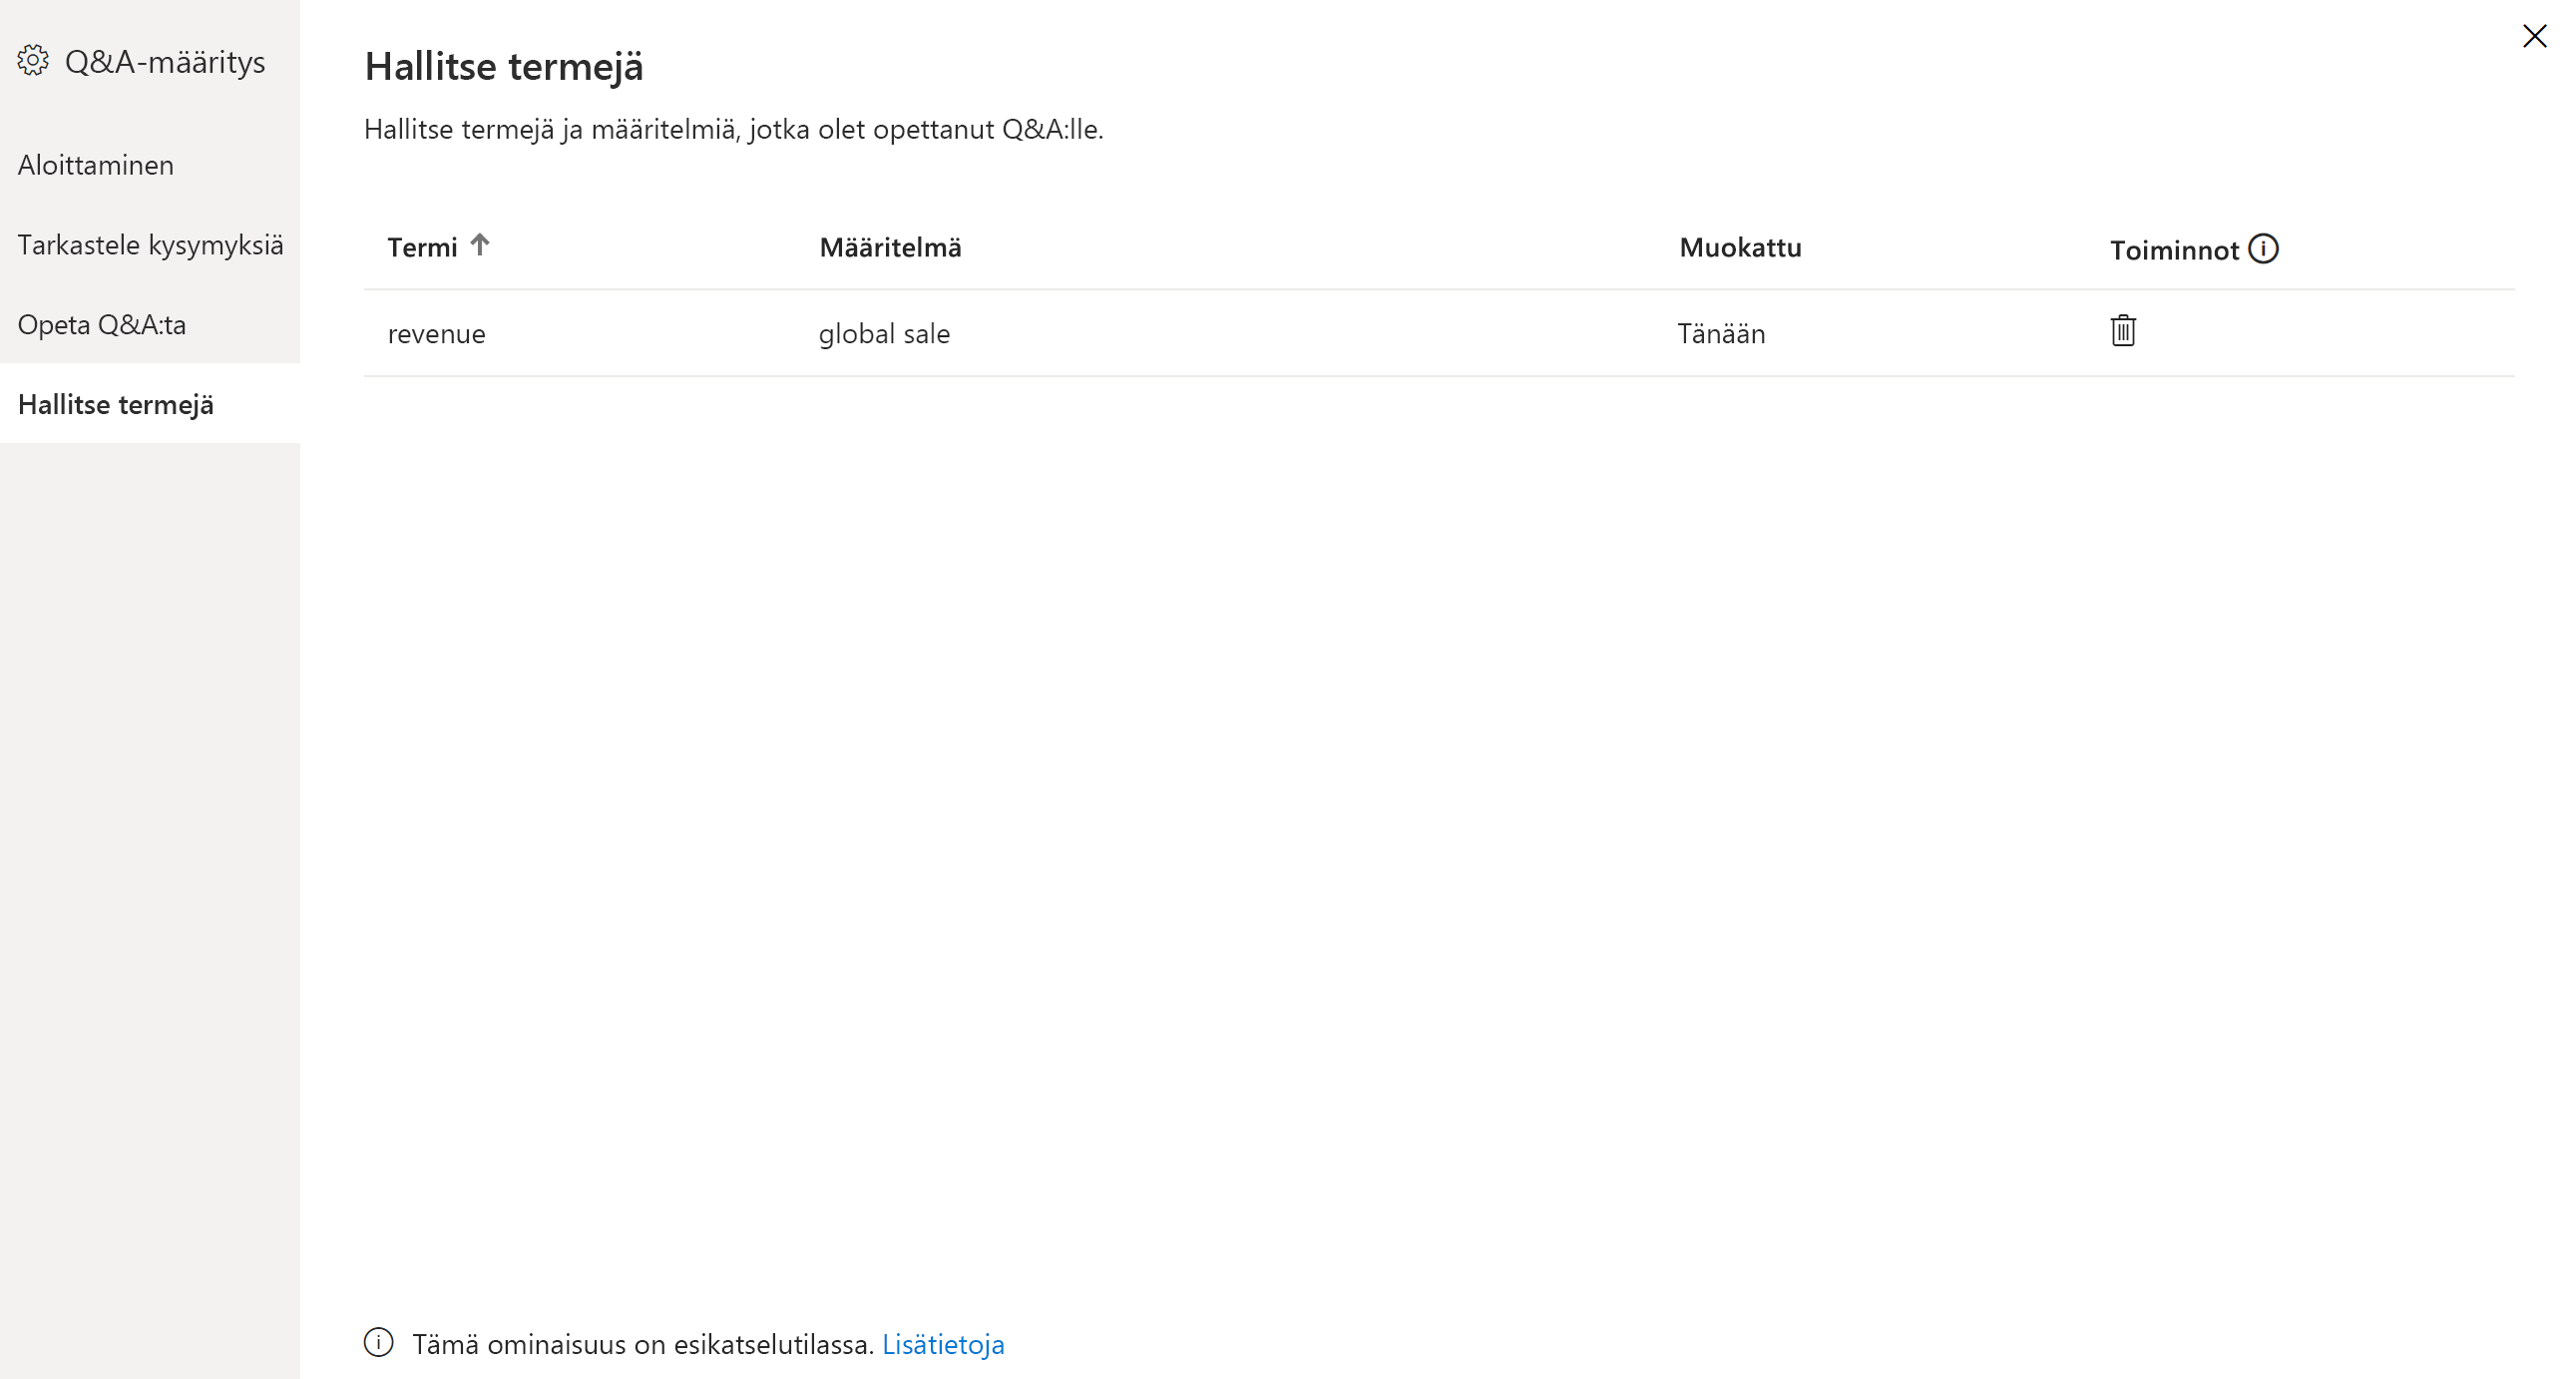 Q&A-määritys
Aloittaminen
Tarkastele kysymyksiä
Opeta Q&A:ta
Hallitse termejä
Hallitse termejä
Hallitse termejä ja määritelmiä, jotka olet opettanut Q&A:lle.
Termi Määritelmä Muokattu Toiminnot
revenue global sale Tänään
Tämä ominaisuus on esikatselutilassa. Lisätietoja